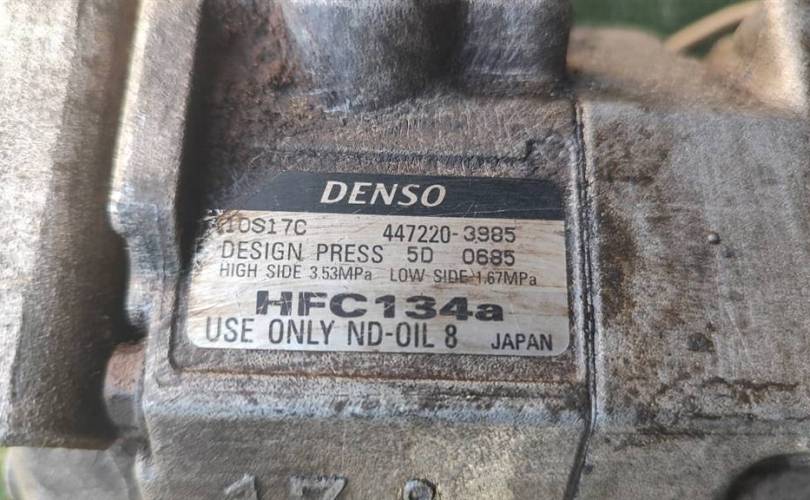 DENSO
10S17C 447220-3985
DESIGN PRESS 5D 0685
HIGH SIDE 3.53MPa LOW SIDE 1.67MPa
HFC134a
USE ONLY ND-OIL 8 JAPAN